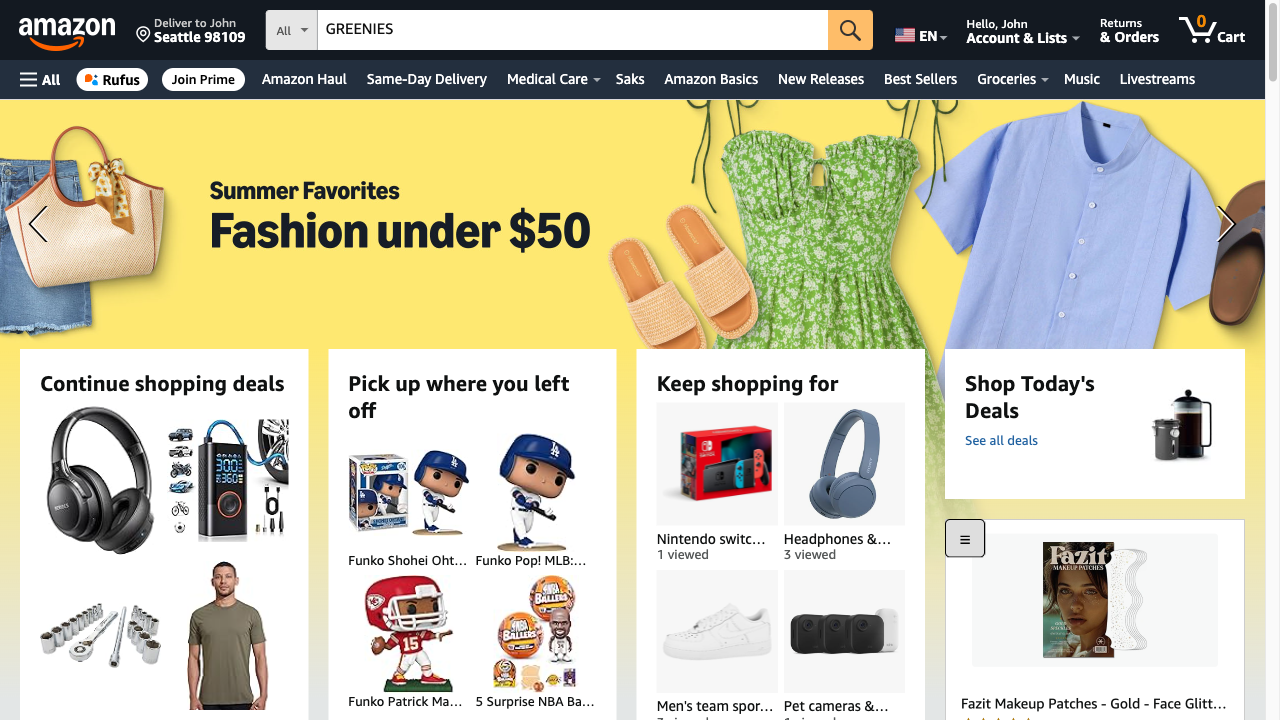 amazon
Deliver to John
Seattle 98109
All
GREENIES
EN
Hello, John
Account & Lists
Returns
& Orders
0
Cart
All
Rufus
Join Prime
Amazon Haul
Same-Day Delivery
Medical Care
Saks
Amazon Basics
New Releases
Best Sellers
Groceries
Music
Livestreams
Summer Favorites
Fashion under $50
Continue shopping deals
Pick up where you left
off
Funko Shohei Oht...
Funko Pop! MLB:...
Funko Patrick Ma...
5 Surprise NBA Ba...
Keep shopping for
Nintendo switc...
1 viewed
Headphones &...
3 viewed
Men's team spor...
Pet cameras &...
Shop Today's
Deals
See all deals
Fazit
MAKEUP PATCHES
Fazit Makeup Patches - Gold - Face Glitt...